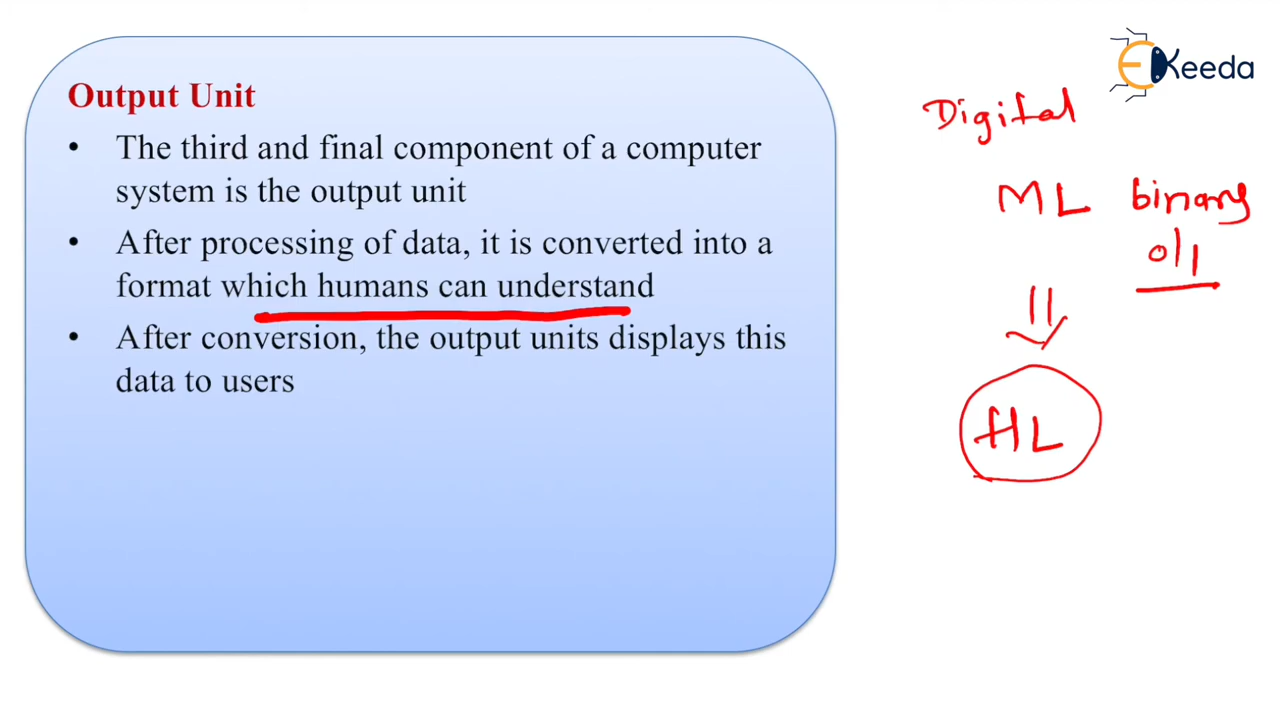 EKeeda
Output Unit
• The third and final component of a computer
system is the output unit
• After processing of data, it is converted into a
format which humans can understand
• After conversion, the output units displays this
data to users
Digital
ML binary
0/1
HL